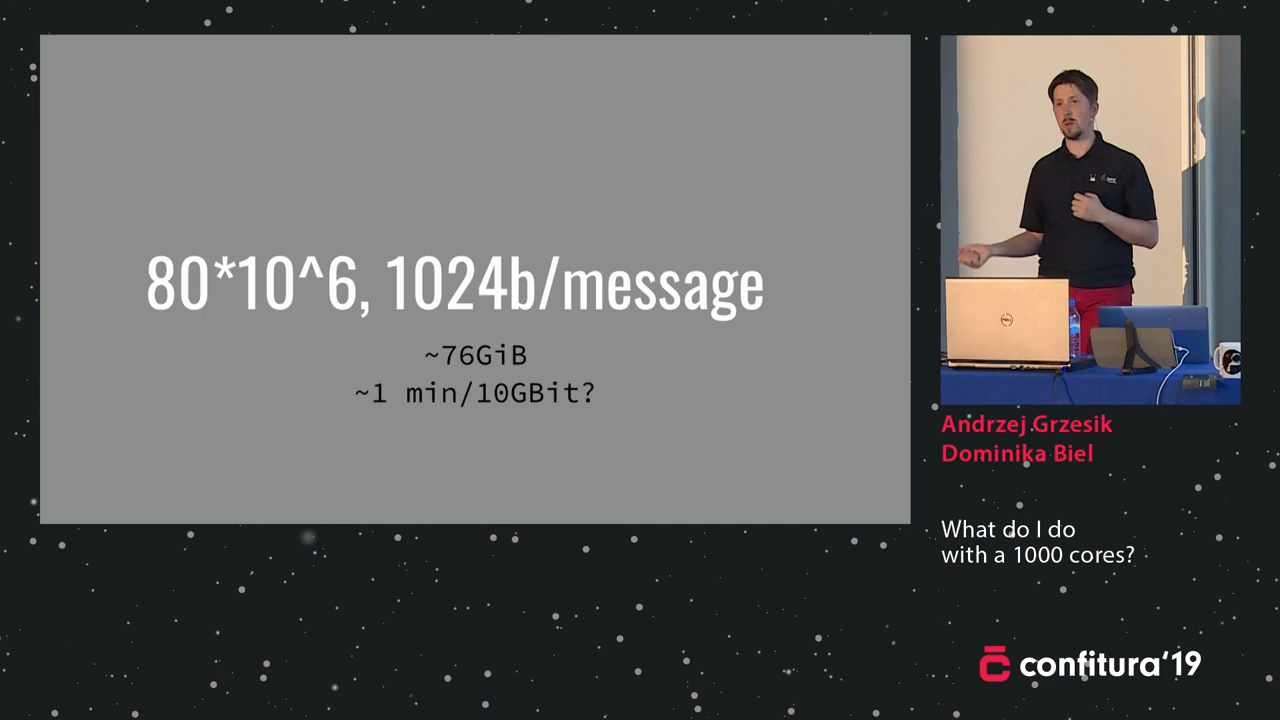 80*10^6, 1024b/message
~76GiB
~1 min/10GBit?
Andrzej Grzesik
Dominika Biel
What do I do
with a 1000 cores?
confitura'19